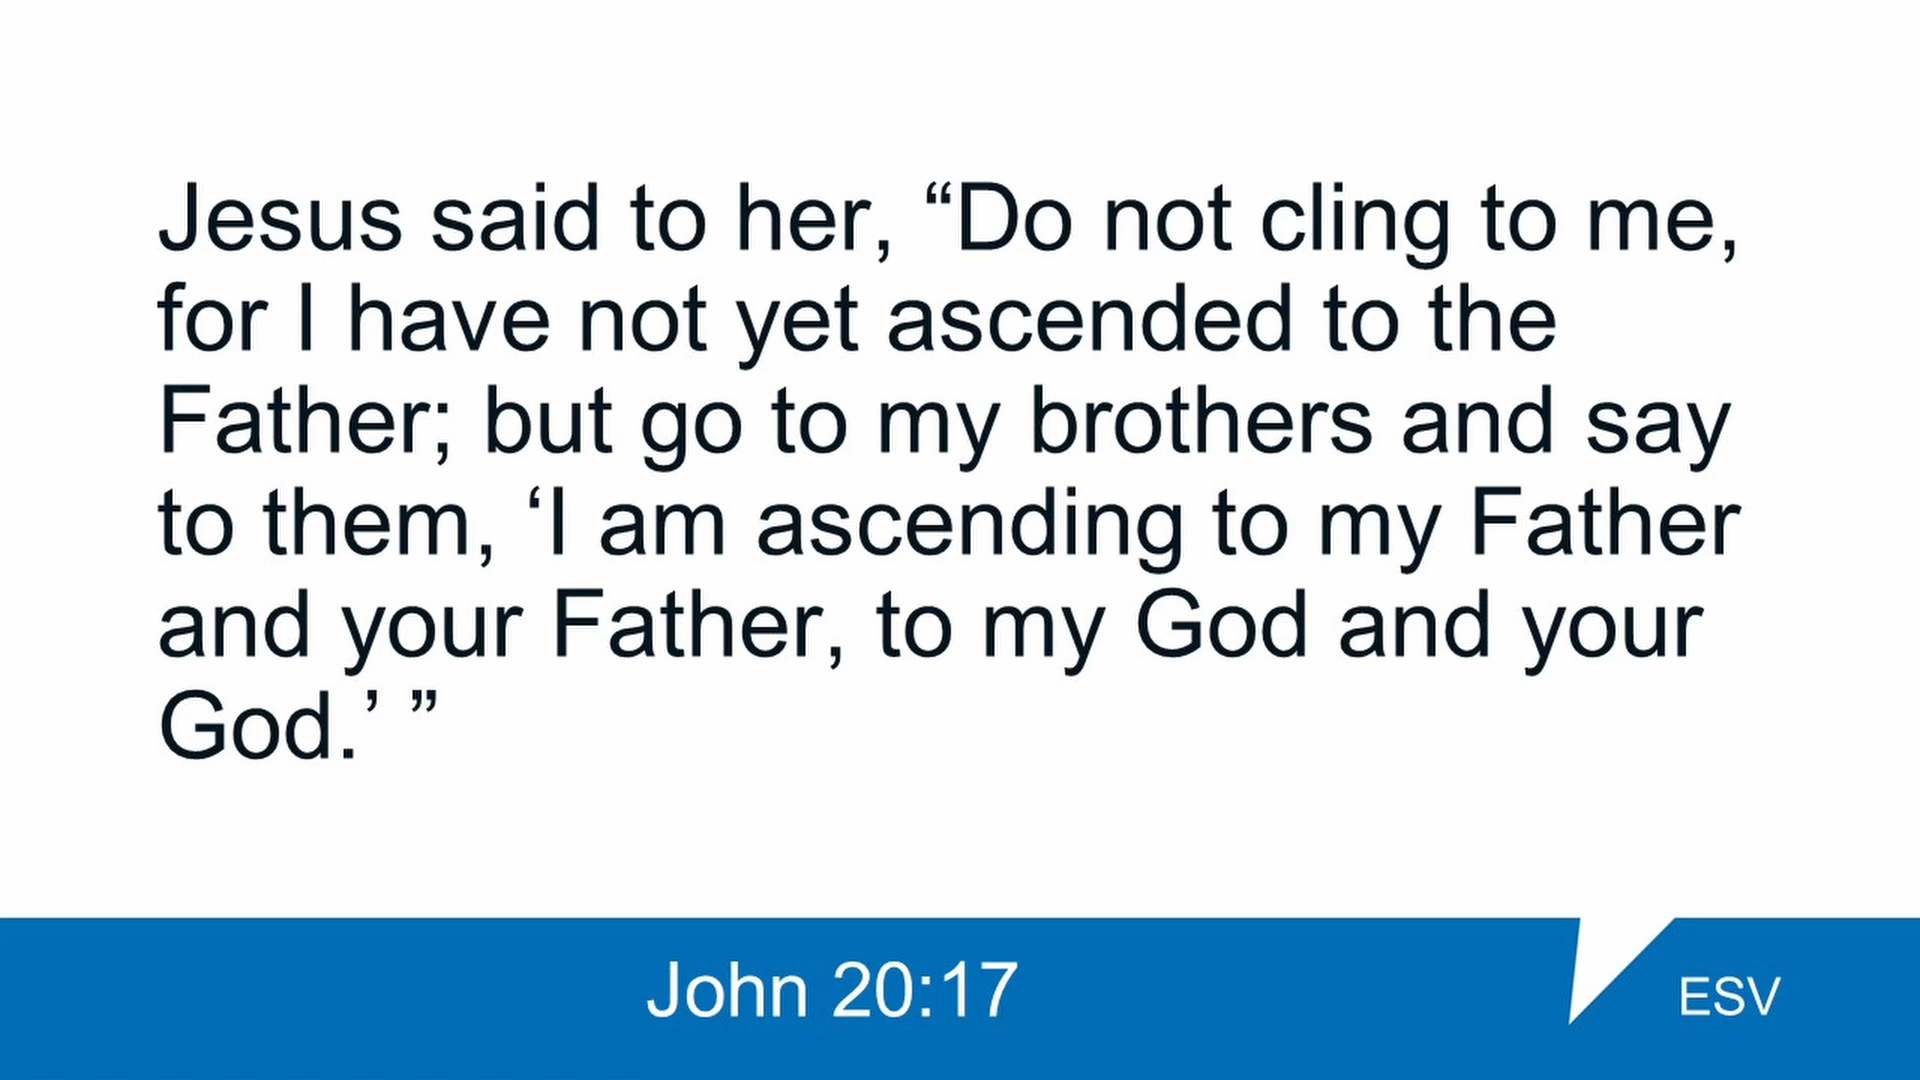 Jesus said to her, “Do not cling to me,
for I have not yet ascended to the
Father; but go to my brothers and say
to them, ‘I am ascending to my Father
and your Father, to my God and your
God.’ ”
John 20:17
ESV